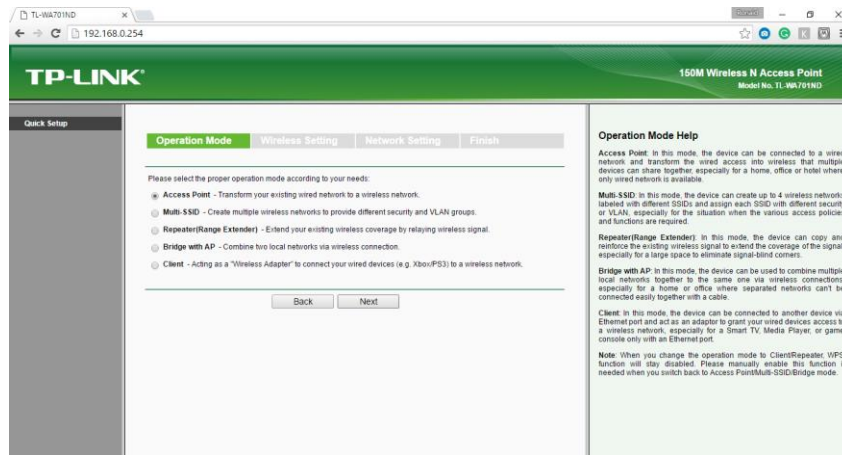 TL-WA701ND
192.168.0.254
TP-LINK®
150M Wireless N Access Point
Model No. TL-WA701ND
Quick Setup
Operation Mode Wireless Setting Network Setting Finish
Please select the proper operation mode according to your needs:
Access Point - Transform your existing wired network to a wireless network.
Multi-SSID - Create multiple wireless networks to provide different security and VLAN groups.
Repeater(Range Extender) - Extend your existing wireless coverage by relaying wireless signal.
Bridge with AP - Combine two local networks via wireless connection.
Client - Acting as a "Wireless Adapter" to connect your wired devices (e.g. Xbox/PS3) to a wireless network.
Back Next
Operation Mode Help
Access Point: In this mode, the device can be connected to a wired
network and transform the wired access into wireless that multiple
devices can share together, especially for a home, office or hotel where
only wired network is available.
Multi-SSID: In this mode, the device can create up to 4 wireless networks
labeled with different SSIDs and assign each SSID with different security
or VLAN, especially for the situation when the various access policies
and functions are required.
Repeater(Range Extender): In this mode, the device can copy and
reinforce the existing wireless signal to extend the coverage of the signal,
especially for a large space to eliminate signal-blind corners.
Bridge with AP: In this mode, the device can be used to combine multiple
local networks together to the same one via wireless connections,
especially for a home or office where separated networks can't be
connected easily together with a cable.
Client: In this mode, the device can be connected to another device via
Ethernet port and act as an adaptor to grant your wired devices access to
a wireless network, especially for a Smart TV, Media Player, or game
console only with an Ethernet port.
Note: When you change the operation mode to Client/Repeater, WPS
function will stay disabled. Please manually enable this function if
needed when you switch back to Access Point/Multi-SSID/Bridge mode.